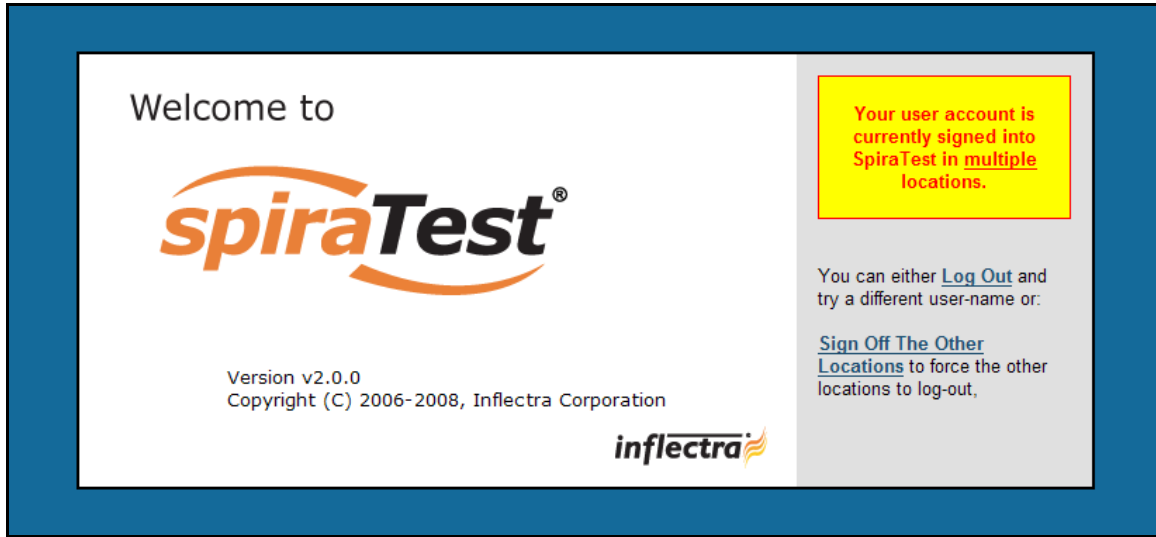 Welcome to
spiraTest®
Version v2.0.0
Copyright (C) 2006-2008, Inflectra Corporation
inflectra
Your user account is
currently signed into
SpiraTest in multiple
locations.
You can either Log Out and
try a different user-name or:
Sign Off The Other
Locations to force the other
locations to log-out,